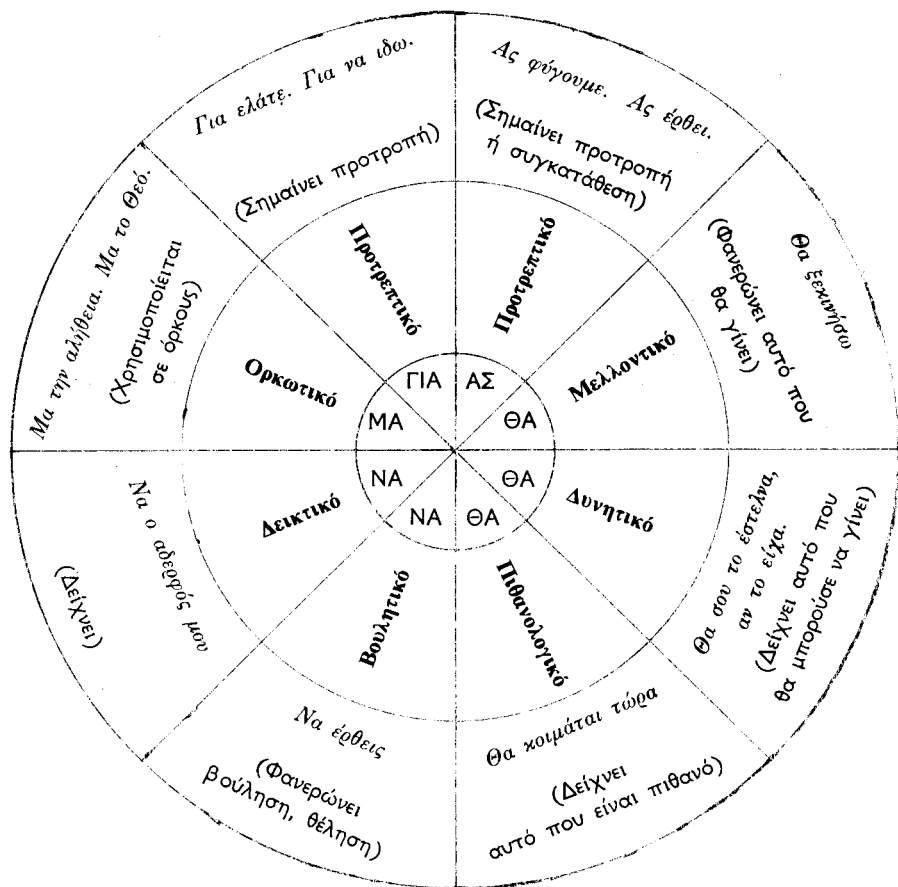 Για ελάτε. Για να ιδω.
(Σημαίνει προτροπή)
Προτρεπτικό
ΓΙΑ
Ας φύγουμε. Ας έρθει.
(Σημαίνει προτροπή
ή συγκατάθεση)
Προτρεπτικό
ΑΣ
Θα ξεκινήσω
(Φανερώνει αυτό που
θα γίνει)
Μελλοντικό
ΘΑ
Θα σου το έστελνα,
αν το είχα.
(Δείχνει αυτό που
θα μπορούσε να γίνει)
Δυνητικό
ΘΑ
Θα κοιμάται τώρα
(Δείχνει
αυτό που είναι πιθανό)
Πιθανολογικό
ΘΑ
Να έρθεις
(Φανερώνει
βούληση, θέληση)
Βουλητικό
ΝΑ
Να ο αδερφός μου
(Δείχνει)
Δεικτικό
ΝΑ
Μα την αλήθεια. Μα το Θεό.
(Χρησιμοποίειται
σε όρκους)
Ορκωτικό
ΜΑ